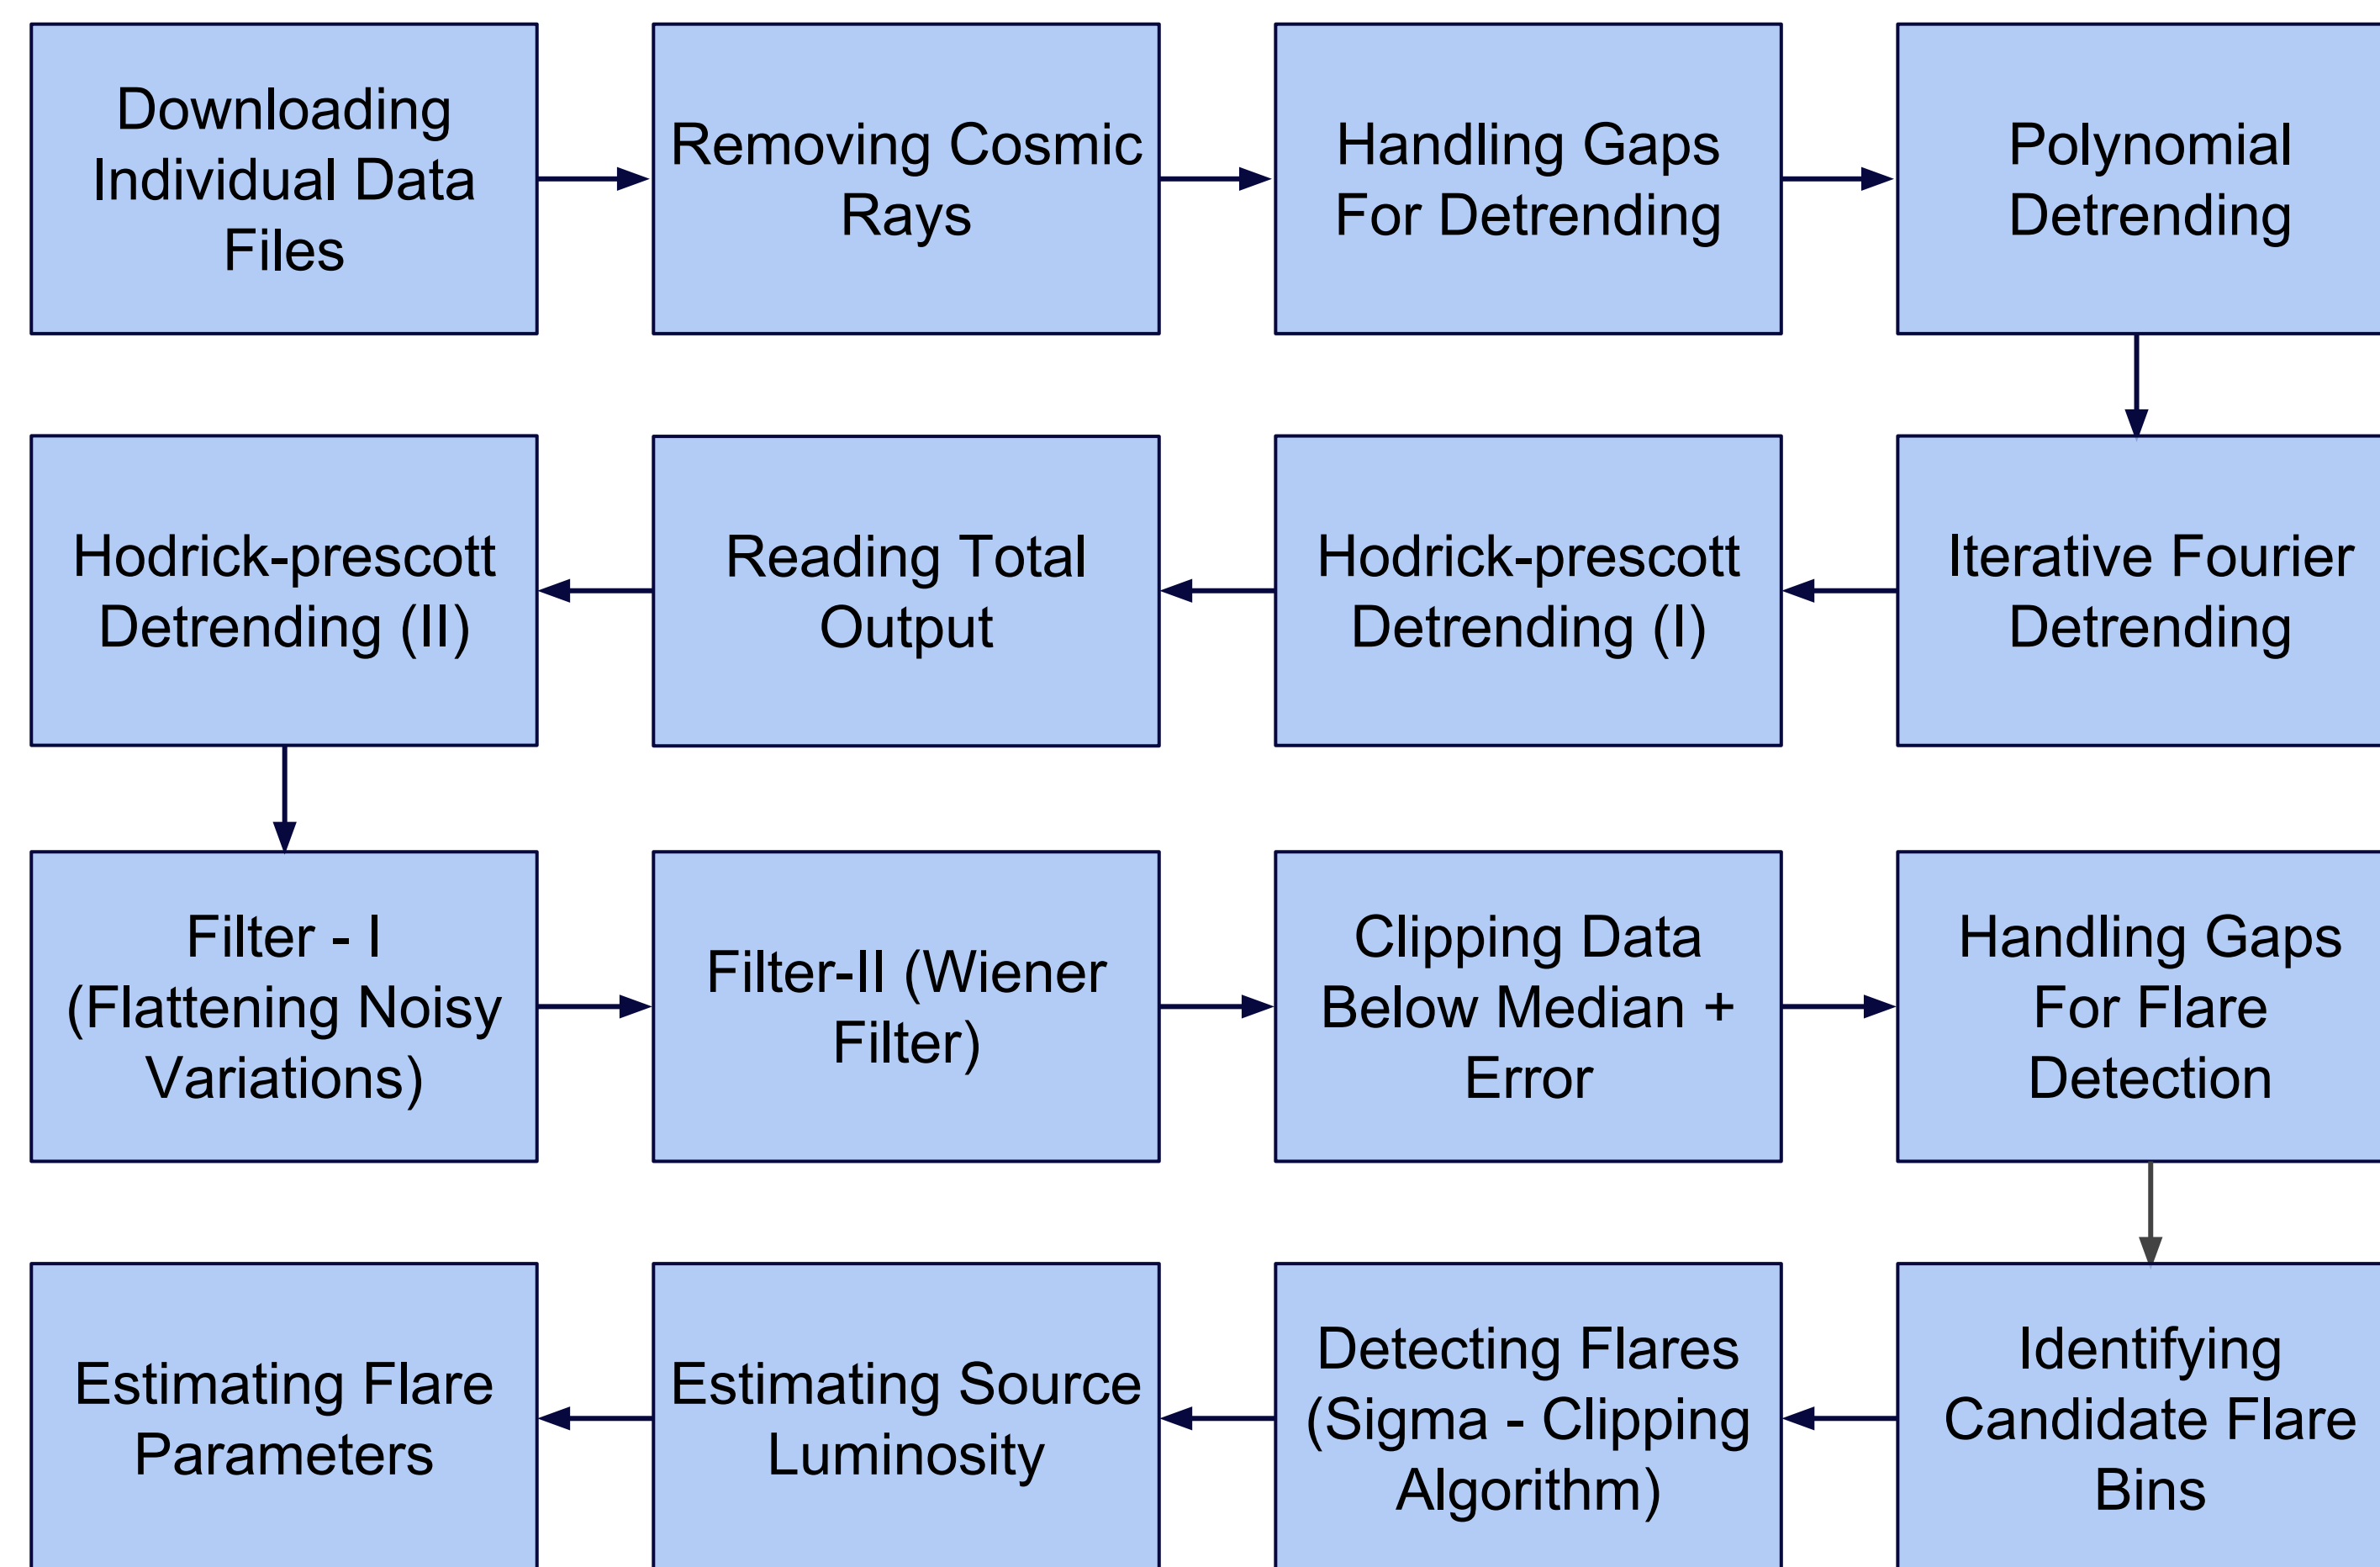 Downloading
Individual Data
Files
Removing Cosmic
Rays
Handling Gaps
For Detrending
Polynomial
Detrending
Hodrick-prescott
Detrending (II)
Reading Total
Output
Hodrick-prescott
Detrending (I)
Iterative Fourier
Detrending
Filter - I
(Flattening Noisy
Variations)
Filter-II (Wiener
Filter)
Clipping Data
Below Median +
Error
Handling Gaps
For Flare
Detection
Estimating Flare
Parameters
Estimating Source
Luminosity
Detecting Flares
(Sigma - Clipping
Algorithm)
Identifying
Candidate Flare
Bins